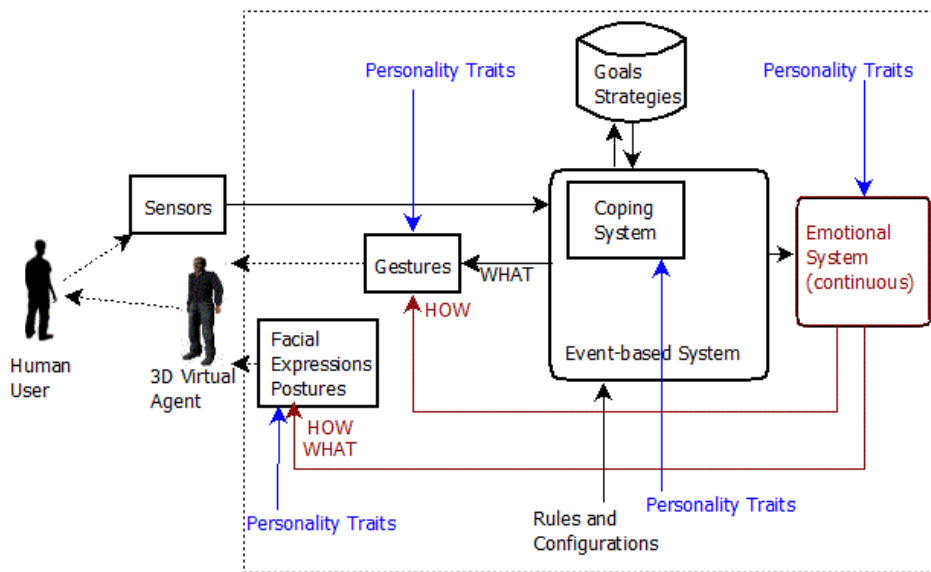 Personality Traits
Goals
Strategies
Personality Traits
Sensors
Coping
System
Emotional
System
(continuous)
Gestures
WHAT
HOW
Event-based System
Facial
Expressions
Postures
Human
User
3D Virtual
Agent
HOW
WHAT
Personality Traits
Personality Traits
Rules and
Configurations